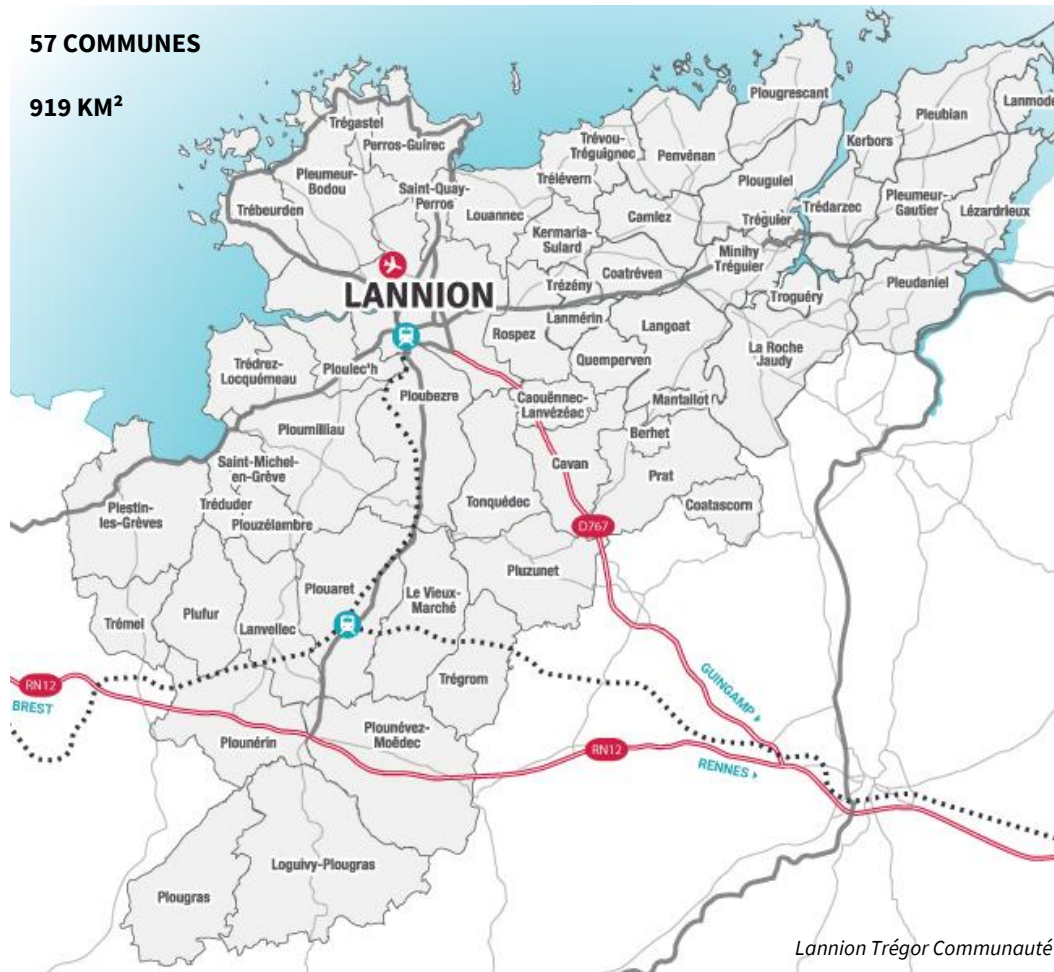 57 COMMUNES
919 KM²
Plougrescant
Pleubian
Lanmode
Trégastel
Perros-Guirec
Trévou-
Tréguignec
Penvénan
Kerbors
Pleumeur-
Bodou
Trélévern
Plouguiel
Saint-Quay-
Perros
Trébeurden
Louannec
Camlez
Tréguier
Trédarzec
Pleumeur-
Gautier
Lézardrieux
Kermaria-
Sulard
Minihy
Tréguier
Coatréven
Trézény
Pleudaniel
LANNION
Troguéry
Lanmérin
Langoat
Rospez
La Roche
Jaudy
Trédrez-
Locquémeau
Ploulec'h
Quemperven
Ploubezre
Caouënnec-
Lanvézéac
Mantallot
Ploumilliau
Berhet
Saint-Michel-
en-Grève
Cavan
Prat
Plestin-
les-Grèves
Tréduder
Tonquédec
Coatascorn
Plouzélambre
D767
Pluzunet
Plouaret
Le Vieux-
Marché
Trémel
Plufur
Lanvellec
Trégrom
GUINGAMP
RN12
BREST
Plounévez-
Moëdec
Plounérin
RN12
RENNES
Loguivy-Plougras
Plougras
Lannion Trégor Communauté